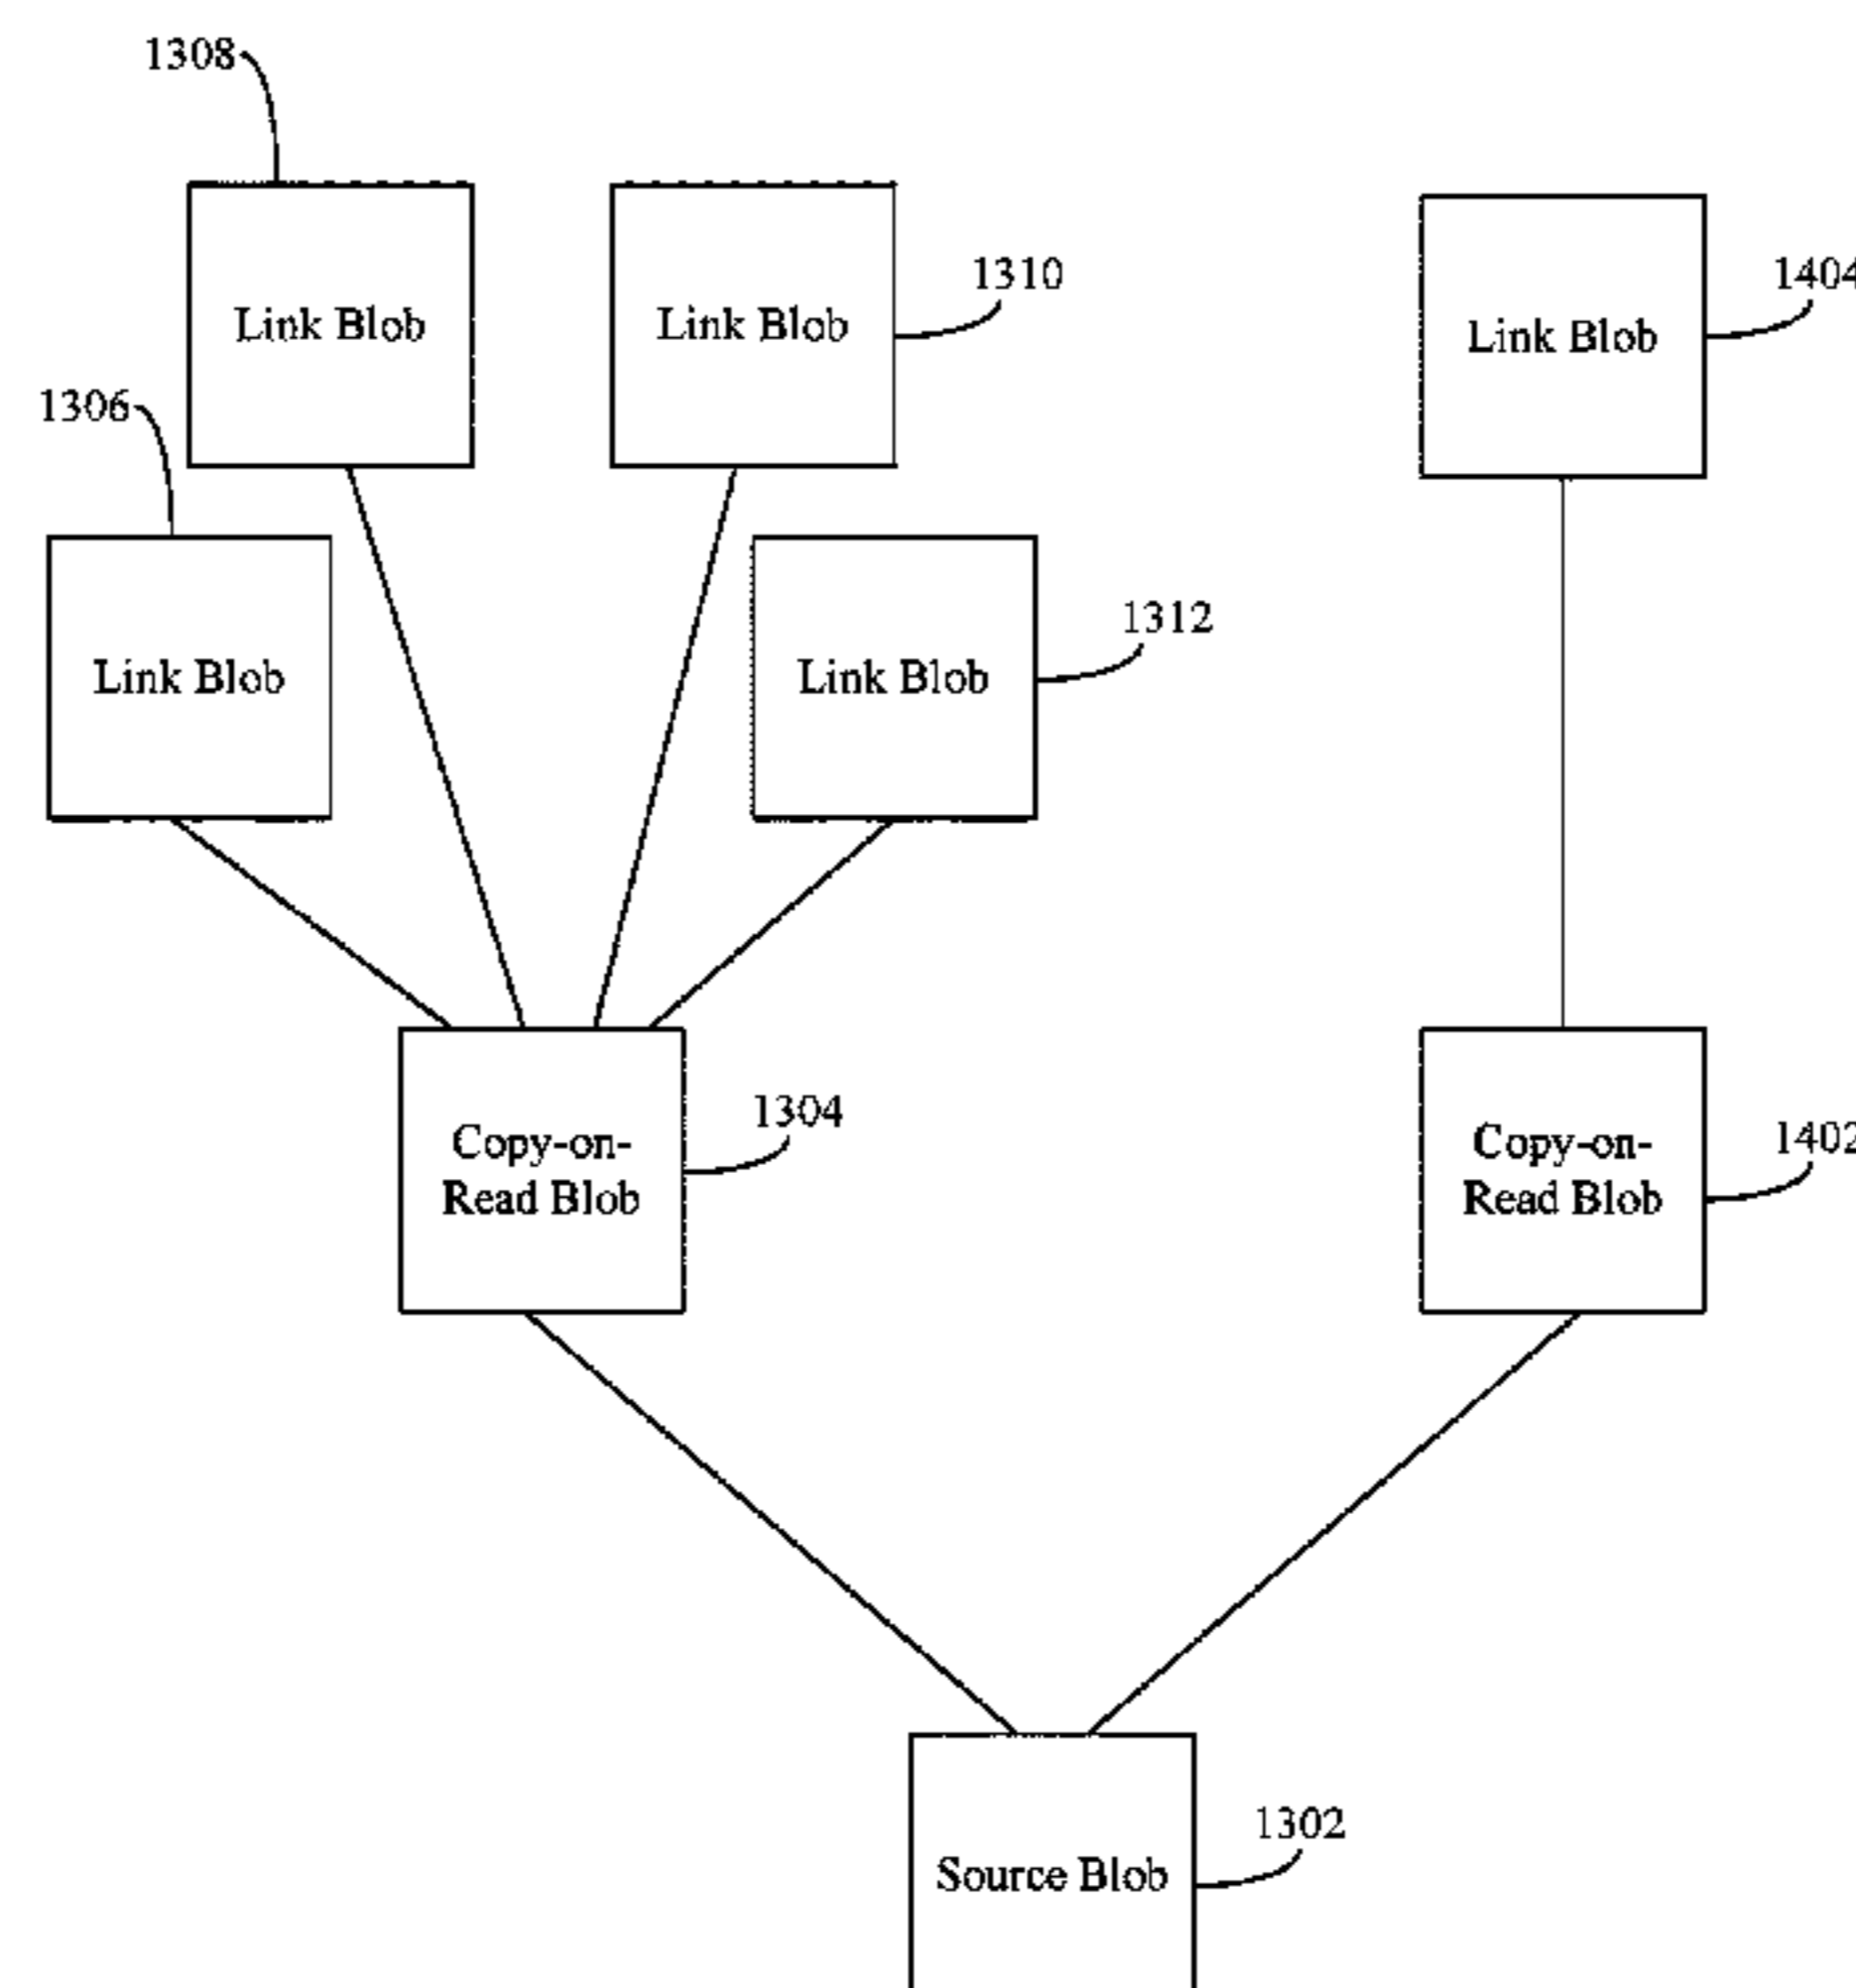 1308
1310
1404
Link Blob
Link Blob
Link Blob
1306
1312
Link Blob
Link Blob
1304
1402
Copy-on-
Read Blob
Copy-on-
Read Blob
1302
Source Blob